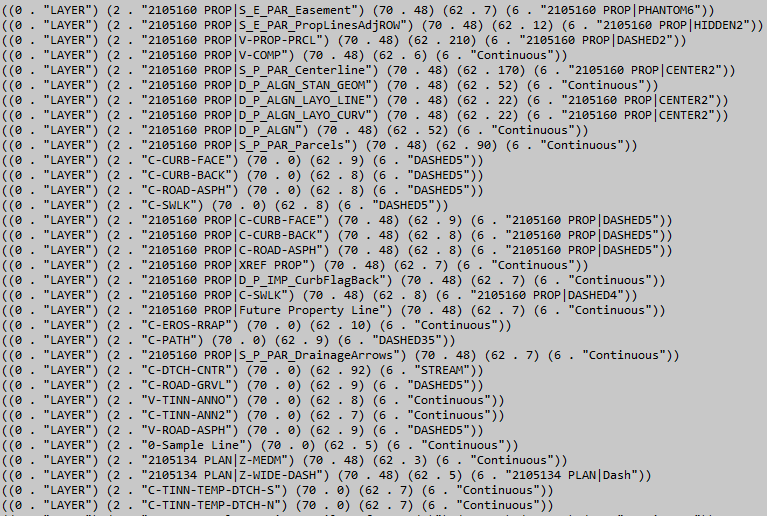 ((0 . "LAYER") (2 . "2105160 PROP|S_E_PAR_Easement") (70 . 48) (62 . 7) (6 . "2105160 PROP|PHANTOM6"))
((0 . "LAYER") (2 . "2105160 PROP|S_E_PAR_PropLinesAdjROW") (70 . 48) (62 . 12) (6 . "2105160 PROP|HIDDEN2"))
((0 . "LAYER") (2 . "2105160 PROP|V-PROP-PRCL") (70 . 48) (62 . 210) (6 . "2105160 PROP|DASHED2"))
((0 . "LAYER") (2 . "2105160 PROP|V-COMP") (70 . 48) (62 . 6) (6 . "Continuous"))
((0 . "LAYER") (2 . "2105160 PROP|S_P_PAR_Centerline") (70 . 48) (62 . 170) (6 . "2105160 PROP|CENTER2"))
((0 . "LAYER") (2 . "2105160 PROP|D_P_ALGN_STAN_GEOM") (70 . 48) (62 . 52) (6 . "Continuous"))
((0 . "LAYER") (2 . "2105160 PROP|D_P_ALGN_LAYO_LINE") (70 . 48) (62 . 22) (6 . "2105160 PROP|CENTER2"))
((0 . "LAYER") (2 . "2105160 PROP|D_P_ALGN_LAYO_CURV") (70 . 48) (62 . 22) (6 . "2105160 PROP|CENTER2"))
((0 . "LAYER") (2 . "2105160 PROP|D_P_ALGN") (70 . 48) (62 . 52) (6 . "Continuous"))
((0 . "LAYER") (2 . "2105160 PROP|S_P_PAR_Parcels") (70 . 48) (62 . 90) (6 . "Continuous"))
((0 . "LAYER") (2 . "C-CURB-FACE") (70 . 0) (62 . 9) (6 . "DASHED5"))
((0 . "LAYER") (2 . "C-CURB-BACK") (70 . 0) (62 . 8) (6 . "DASHED5"))
((0 . "LAYER") (2 . "C-ROAD-ASPH") (70 . 0) (62 . 8) (6 . "DASHED5"))
((0 . "LAYER") (2 . "C-SWLK") (70 . 0) (62 . 8) (6 . "DASHED5"))
((0 . "LAYER") (2 . "2105160 PROP|C-CURB-FACE") (70 . 48) (62 . 9) (6 . "2105160 PROP|DASHED5"))
((0 . "LAYER") (2 . "2105160 PROP|C-CURB-BACK") (70 . 48) (62 . 8) (6 . "2105160 PROP|DASHED5"))
((0 . "LAYER") (2 . "2105160 PROP|C-ROAD-ASPH") (70 . 48) (62 . 8) (6 . "2105160 PROP|DASHED5"))
((0 . "LAYER") (2 . "2105160 PROP|XREF PROP") (70 . 48) (62 . 7) (6 . "Continuous"))
((0 . "LAYER") (2 . "2105160 PROP|D_P_IMP_CurbFlagBack") (70 . 48) (62 . 7) (6 . "Continuous"))
((0 . "LAYER") (2 . "2105160 PROP|C-SWLK") (70 . 48) (62 . 8) (6 . "2105160 PROP|DASHED4"))
((0 . "LAYER") (2 . "2105160 PROP|Future Property Line") (70 . 48) (62 . 7) (6 . "Continuous"))
((0 . "LAYER") (2 . "C-EROS-RRAP") (70 . 0) (62 . 10) (6 . "Continuous"))
((0 . "LAYER") (2 . "C-PATH") (70 . 0) (62 . 9) (6 . "DASHED35"))
((0 . "LAYER") (2 . "2105160 PROP|S_P_PAR_DrainageArrows") (70 . 48) (62 . 7) (6 . "Continuous"))
((0 . "LAYER") (2 . "C-DTCH-CNTR") (70 . 0) (62 . 92) (6 . "STREAM"))
((0 . "LAYER") (2 . "C-ROAD-GRVL") (70 . 0) (62 . 9) (6 . "DASHED5"))
((0 . "LAYER") (2 . "V-TINN-ANNO") (70 . 0) (62 . 8) (6 . "Continuous"))
((0 . "LAYER") (2 . "C-TINN-ANN2") (70 . 0) (62 . 7) (6 . "Continuous"))
((0 . "LAYER") (2 . "V-ROAD-ASPH") (70 . 0) (62 . 9) (6 . "DASHED5"))
((0 . "LAYER") (2 . "0-Sample Line") (70 . 0) (62 . 5) (6 . "Continuous"))
((0 . "LAYER") (2 . "2105134 PLAN|Z-MEDM") (70 . 48) (62 . 3) (6 . "Continuous"))
((0 . "LAYER") (2 . "2105134 PLAN|Z-WIDE-DASH") (70 . 48) (62 . 5) (6 . "2105134 PLAN|Dash"))
((0 . "LAYER") (2 . "C-TINN-TEMP-DTCH-S") (70 . 0) (62 . 7) (6 . "Continuous"))
((0 . "LAYER") (2 . "C-TINN-TEMP-DTCH-N") (70 . 0) (62 . 7) (6 . "Continuous"))